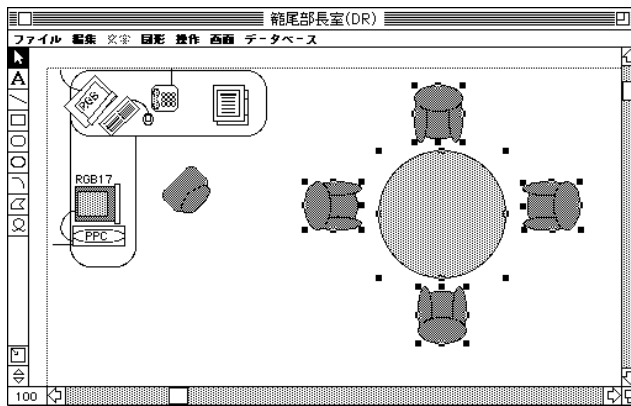 籠尾部長室(DR)
ファイル 編集 文字 図形 操作 画面 データベース
A
RGB
RGB17
PPC
100